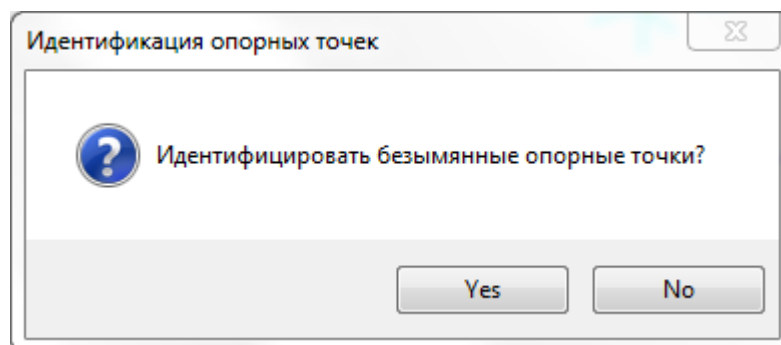 Идентификация опорных точек
Идентифицировать безымянные опорные точки?
Yes
No